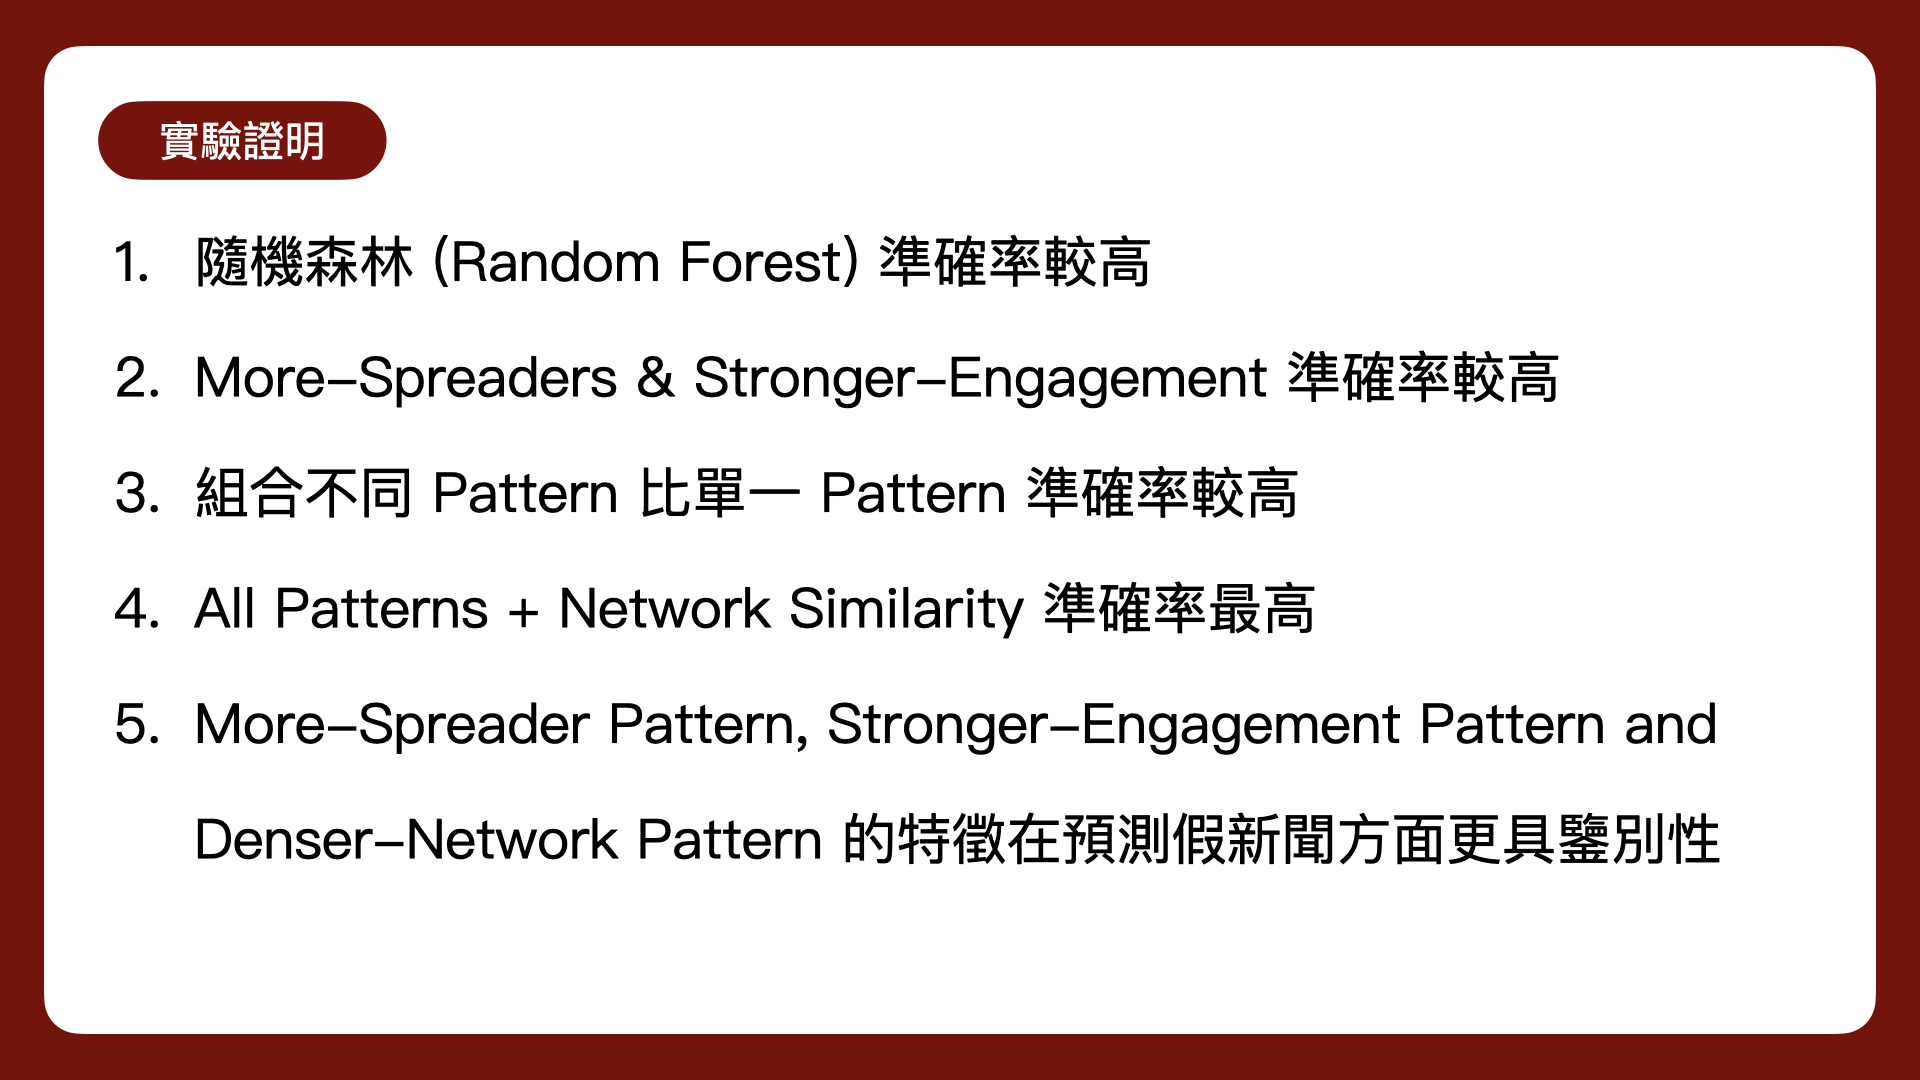 實驗證明
1. 隨機森林 (Random Forest) 準確率較高
2. More-Spreaders & Stronger-Engagement 準確率較高
3. 組合不同 Pattern 比單一 Pattern 準確率較高
4. All Patterns + Network Similarity 準確率最高
5. More-Spreader Pattern, Stronger-Engagement Pattern and
Denser-Network Pattern 的特徵在預測假新聞方面更具鑒別性